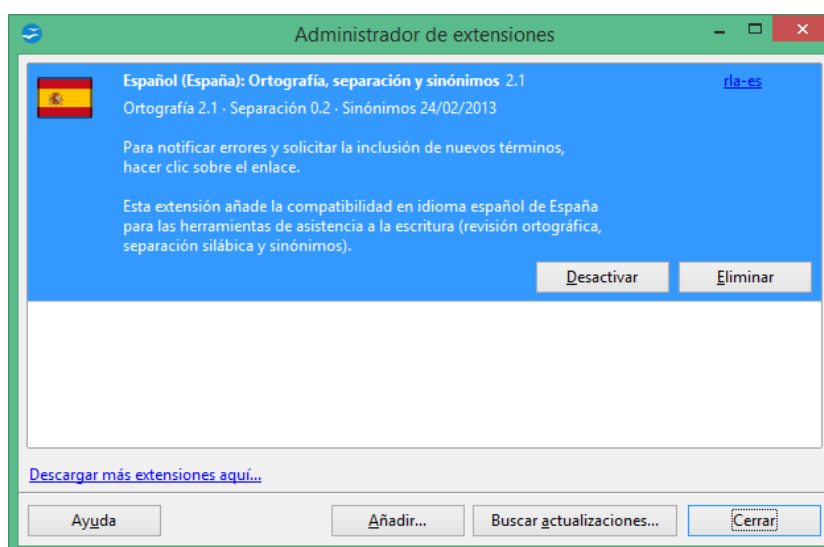 Administrador de extensiones
Español (España): Ortografía, separación y sinónimos 2.1 rla-es
Ortografía 2.1 · Separación 0.2 · Sinónimos 24/02/2013
Para notificar errores y solicitar la inclusión de nuevos términos,
hacer clic sobre el enlace.
Esta extensión añade la compatibilidad en idioma español de España
para las herramientas de asistencia a la escritura (revisión ortográfica,
separación silábica y sinónimos).
Desactivar Eliminar
Descargar más extensiones aquí...
Ayuda Añadir... Buscar actualizaciones... Cerrar